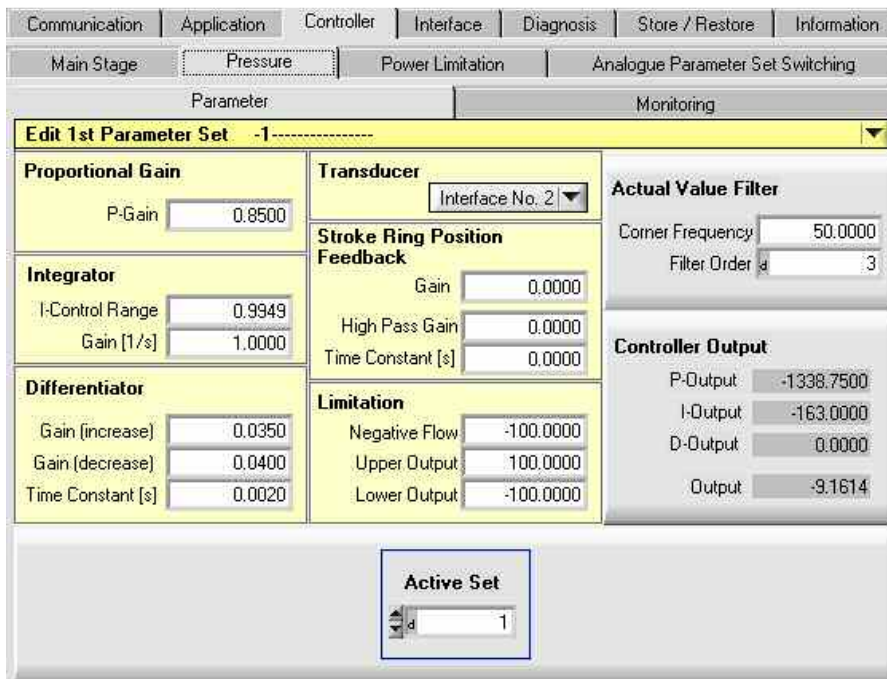 Communication Application Controller Interface Diagnosis Store / Restore Information
Main Stage Pressure Power Limitation Analogue Parameter Set Switching
Parameter Monitoring
Edit 1st Parameter Set -1----------------
Proportional Gain
P-Gain 0.8500
Integrator
I-Control Range 0.9949
Gain [1/s] 1.0000
Differentiator
Gain (increase) 0.0350
Gain (decrease) 0.0400
Time Constant [s] 0.0020
Transducer
Interface No. 2
Stroke Ring Position
Feedback
Gain 0.0000
High Pass Gain 0.0000
Time Constant [s] 0.0000
Limitation
Negative Flow -100.0000
Upper Output 100.0000
Lower Output -100.0000
Actual Value Filter
Corner Frequency 50.0000
Filter Order d 3
Controller Output
P-Output -1338.7500
I-Output -163.0000
D-Output 0.0000
Output -9.1614
Active Set
d 1